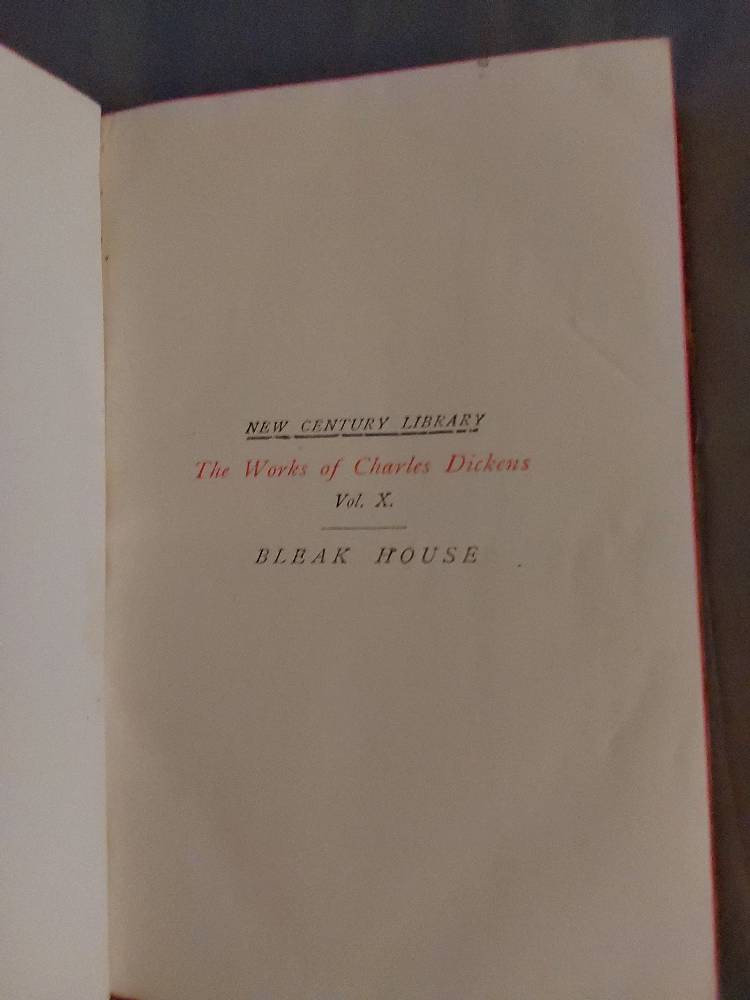 NEW CENTURY LIBRARY
The Works of Charles Dickens
Vol. X.
BLEAK HOUSE